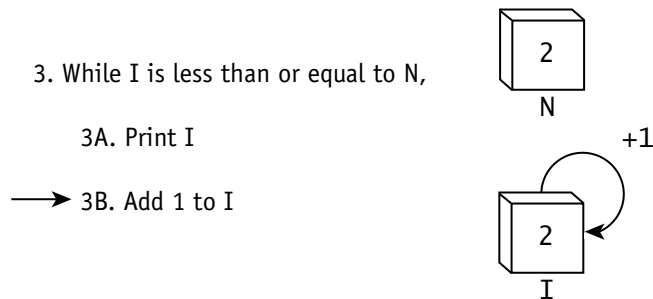 3. While I is less than or equal to N,
3A. Print I
3B. Add 1 to I
2
N
+1
2
I